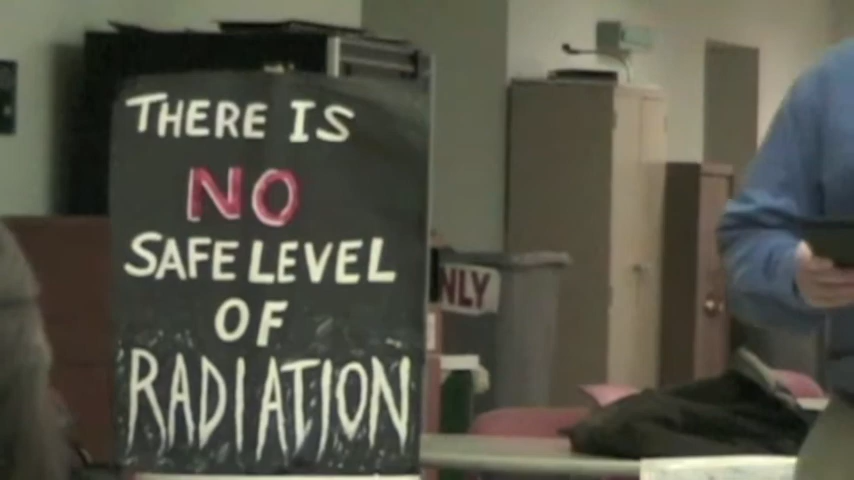 THERE IS
NO
SAFE LEVEL
OF
RADIATION
NLY